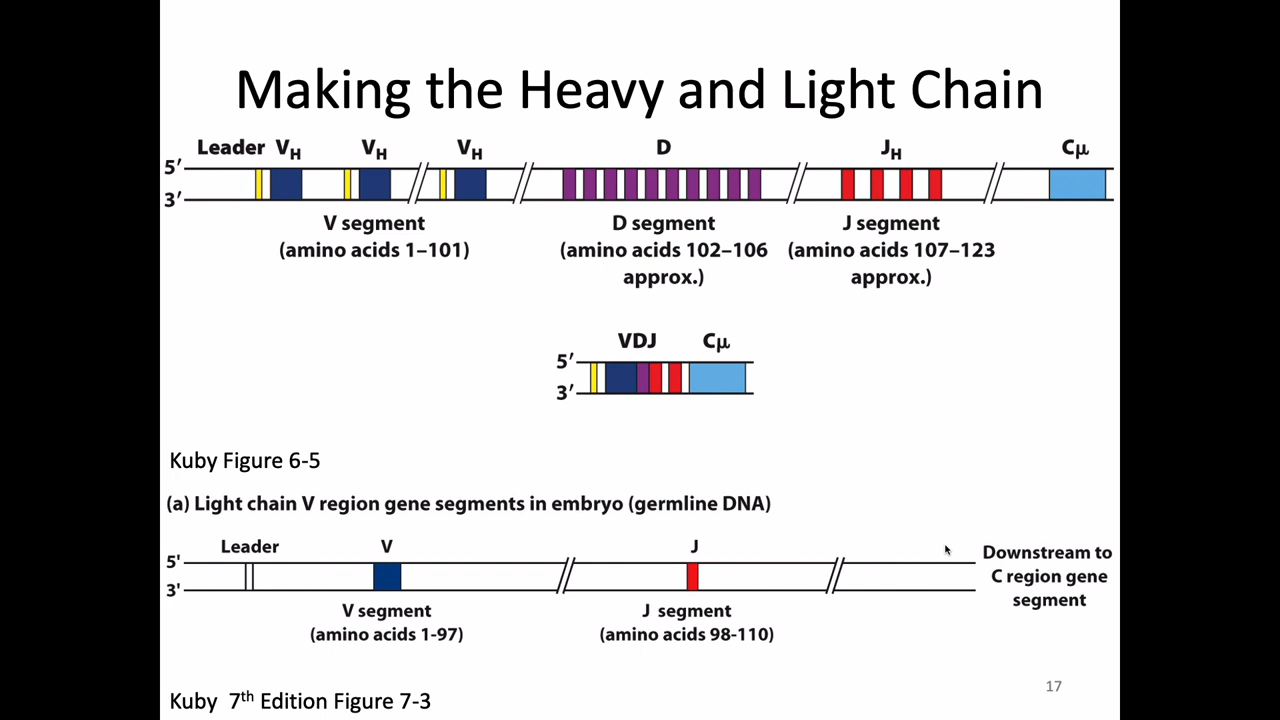 Making the Heavy and Light Chain
Leader V_H V_H V_H D J_H Cμ
5′
3′
V segment D segment J segment
(amino acids 1–101) (amino acids 102–106 (amino acids 107–123
approx.) approx.)
VDJ Cμ
5′
3′
Kuby Figure 6-5
(a) Light chain V region gene segments in embryo (germline DNA)
Leader V J
5'
3'
Downstream to
C region gene
segment
V segment J segment
(amino acids 1-97) (amino acids 98-110)
Kuby 7th Edition Figure 7-3
17